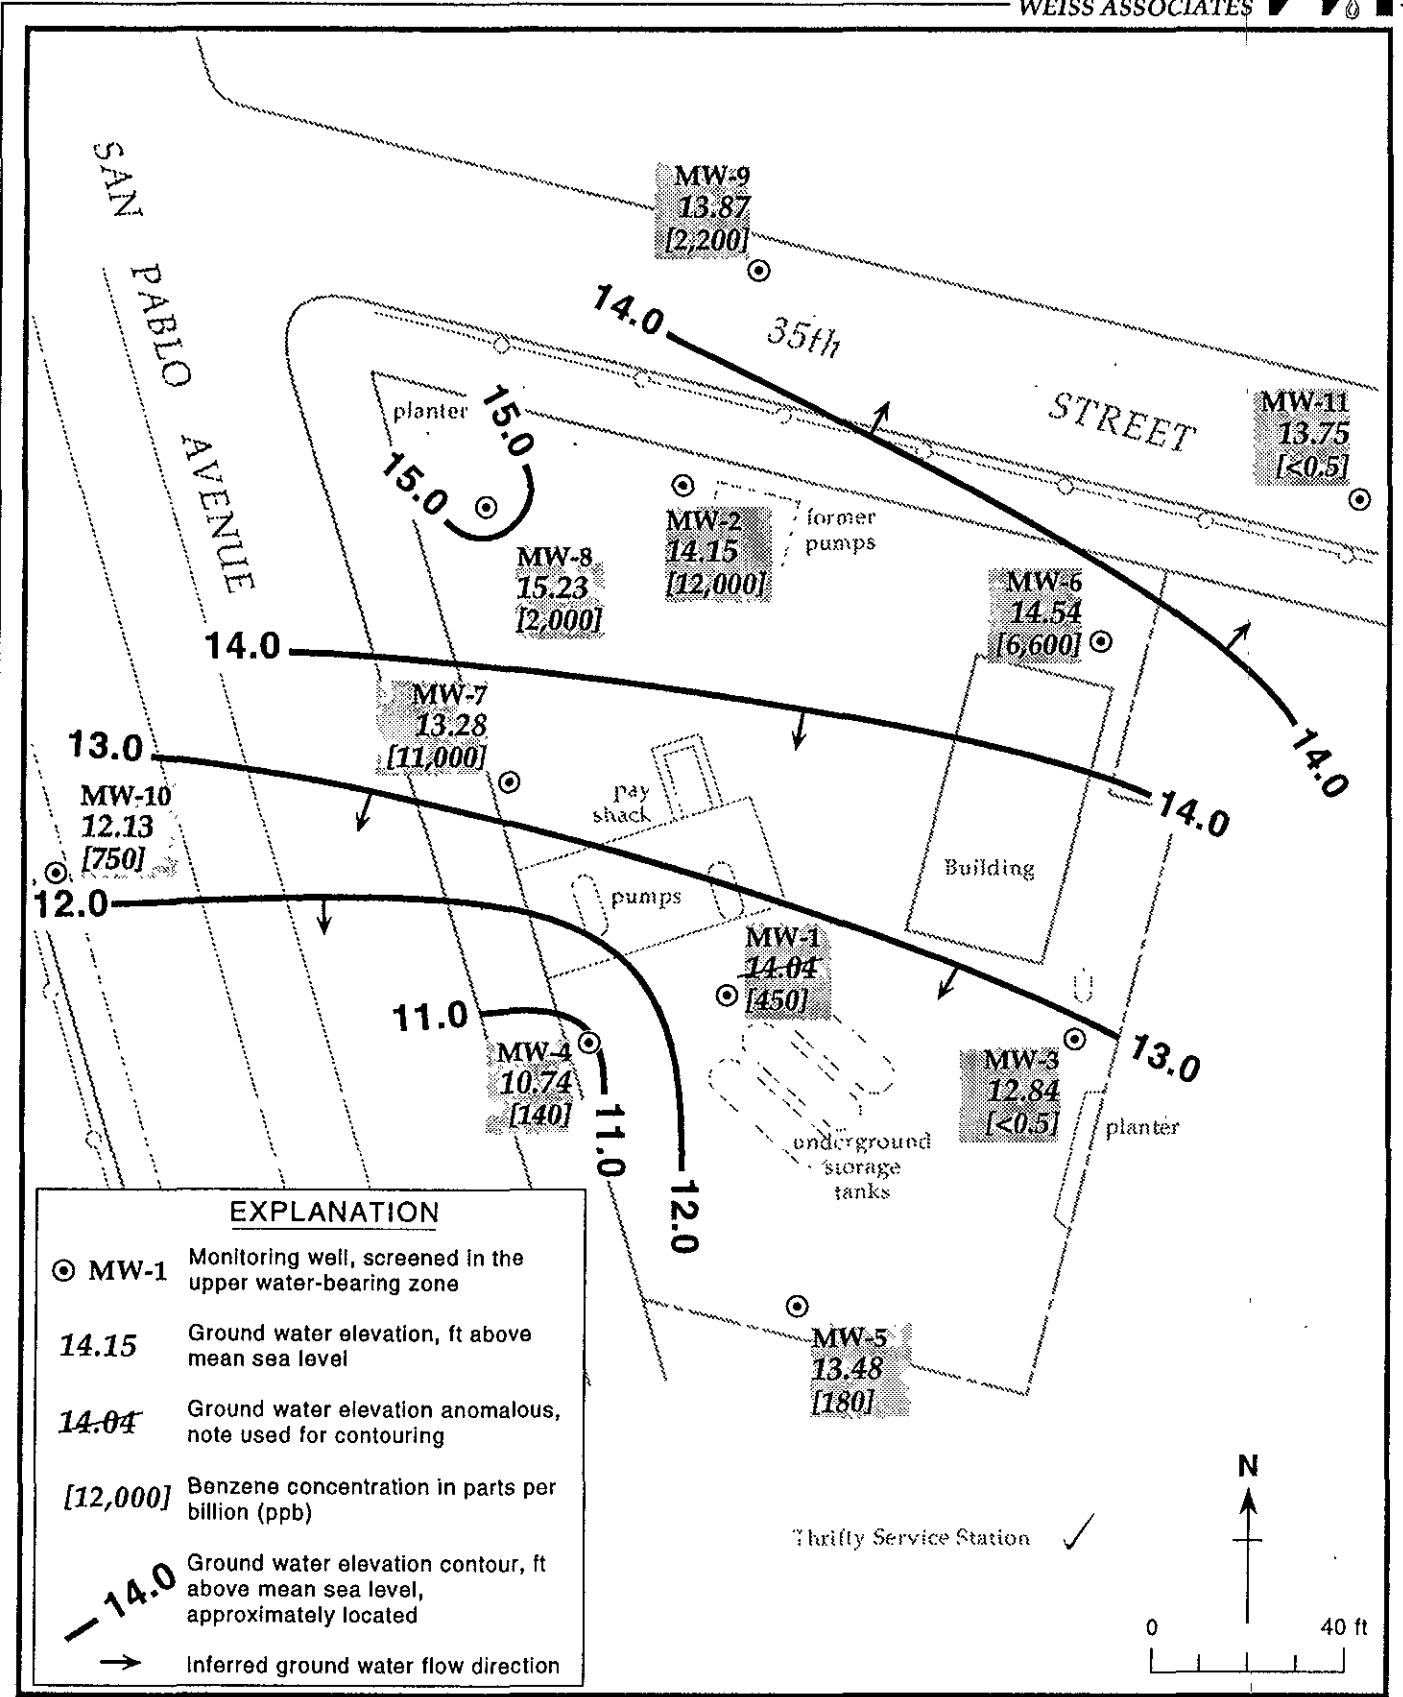 WEISS ASSOCIATES
SAN PABLO AVENUE
MW-9
13.87
[2,200]
14.0
35th STREET
MW-11
13.75
[<0.5]
planter
15.0
15.0
MW-8
15.23
[2,000]
MW-2
14.15
[12,000]
former
pumps
MW-6
14.54
[6,600]
14.0
14.0
14.0
MW-7
13.28
[11,000]
13.0
MW-10
12.13
[750]
12.0
pay
shack
pumps
Building
MW-1
14.04
[450]
11.0
MW-4
10.74
[140]
11.0
12.0
MW-3
12.84
[<0.5]
13.0
planter
underground
storage
tanks
MW-5
13.48
[180]
EXPLANATION
MW-1 Monitoring well, screened in the
upper water-bearing zone
14.15 Ground water elevation, ft above
mean sea level
14.04 Ground water elevation anomalous,
note used for contouring
[12,000] Benzene concentration in parts per
billion (ppb)
14.0 Ground water elevation contour, ft
above mean sea level,
approximately located
Inferred ground water flow direction
Thrifty Service Station
N
0 40 ft